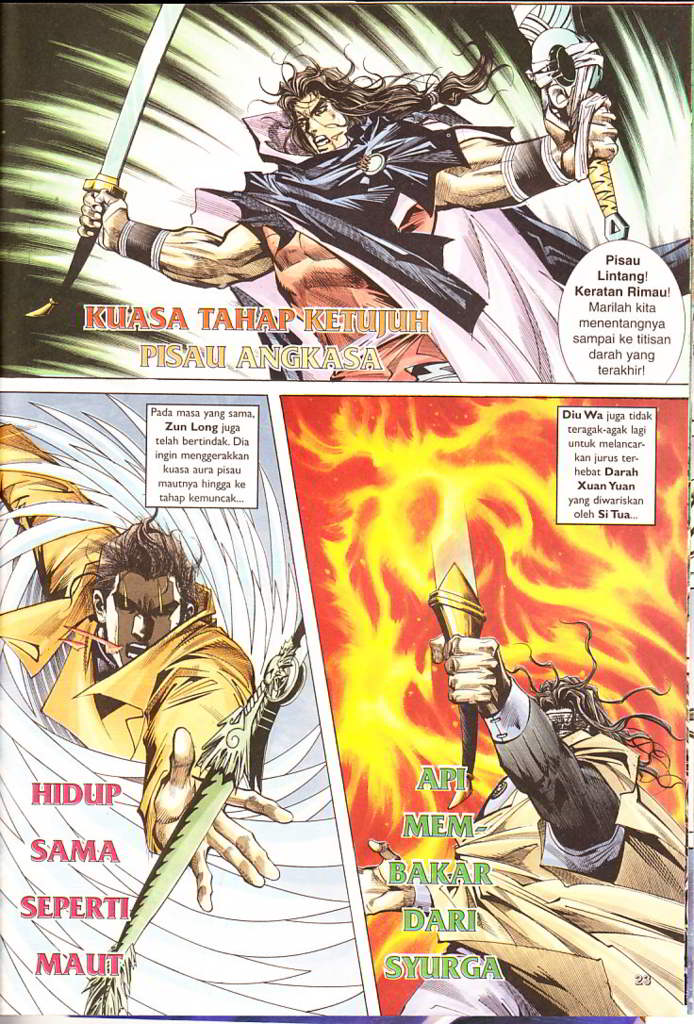 Pisau
Lintang!
Keratan Rimau!
Marilah kita
menentangnya
sampai ke titisan
darah yang
terakhir!
KUASA TAHAP KETUJUH
PISAU ANGKASA
Pada masa yang sama,
Zun Long juga
telah bertindak. Dia
ingin menggerakkan
kuasa aura pisau
mautnya hingga ke
tahap kemuncak...
HIDUP
SAMA
SEPERTI
MAUT
Diu Wa juga tidak
teragak-agak lagi
untuk melancar-
kan jurus ter-
hebat Darah
Xuan Yuan
yang diwariskan
oleh Si Tua...
API
MEM-
BAKAR
DARI
SYURGA
23